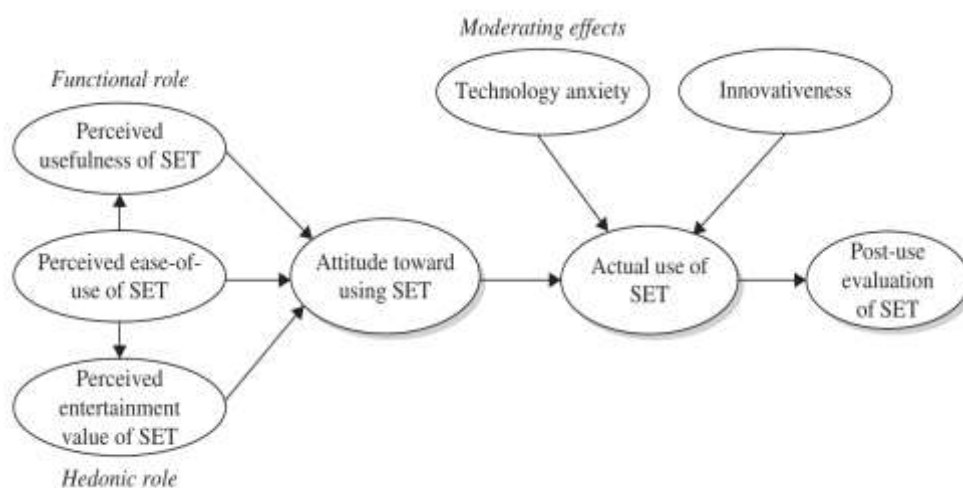 Moderating effects
Technology anxiety
Innovativeness
Functional role
Perceived
usefulness of SET
Perceived ease-of-
use of SET
Perceived
entertainment
value of SET
Hedonic role
Attitude toward
using SET
Actual use of
SET
Post-use
evaluation
of SET